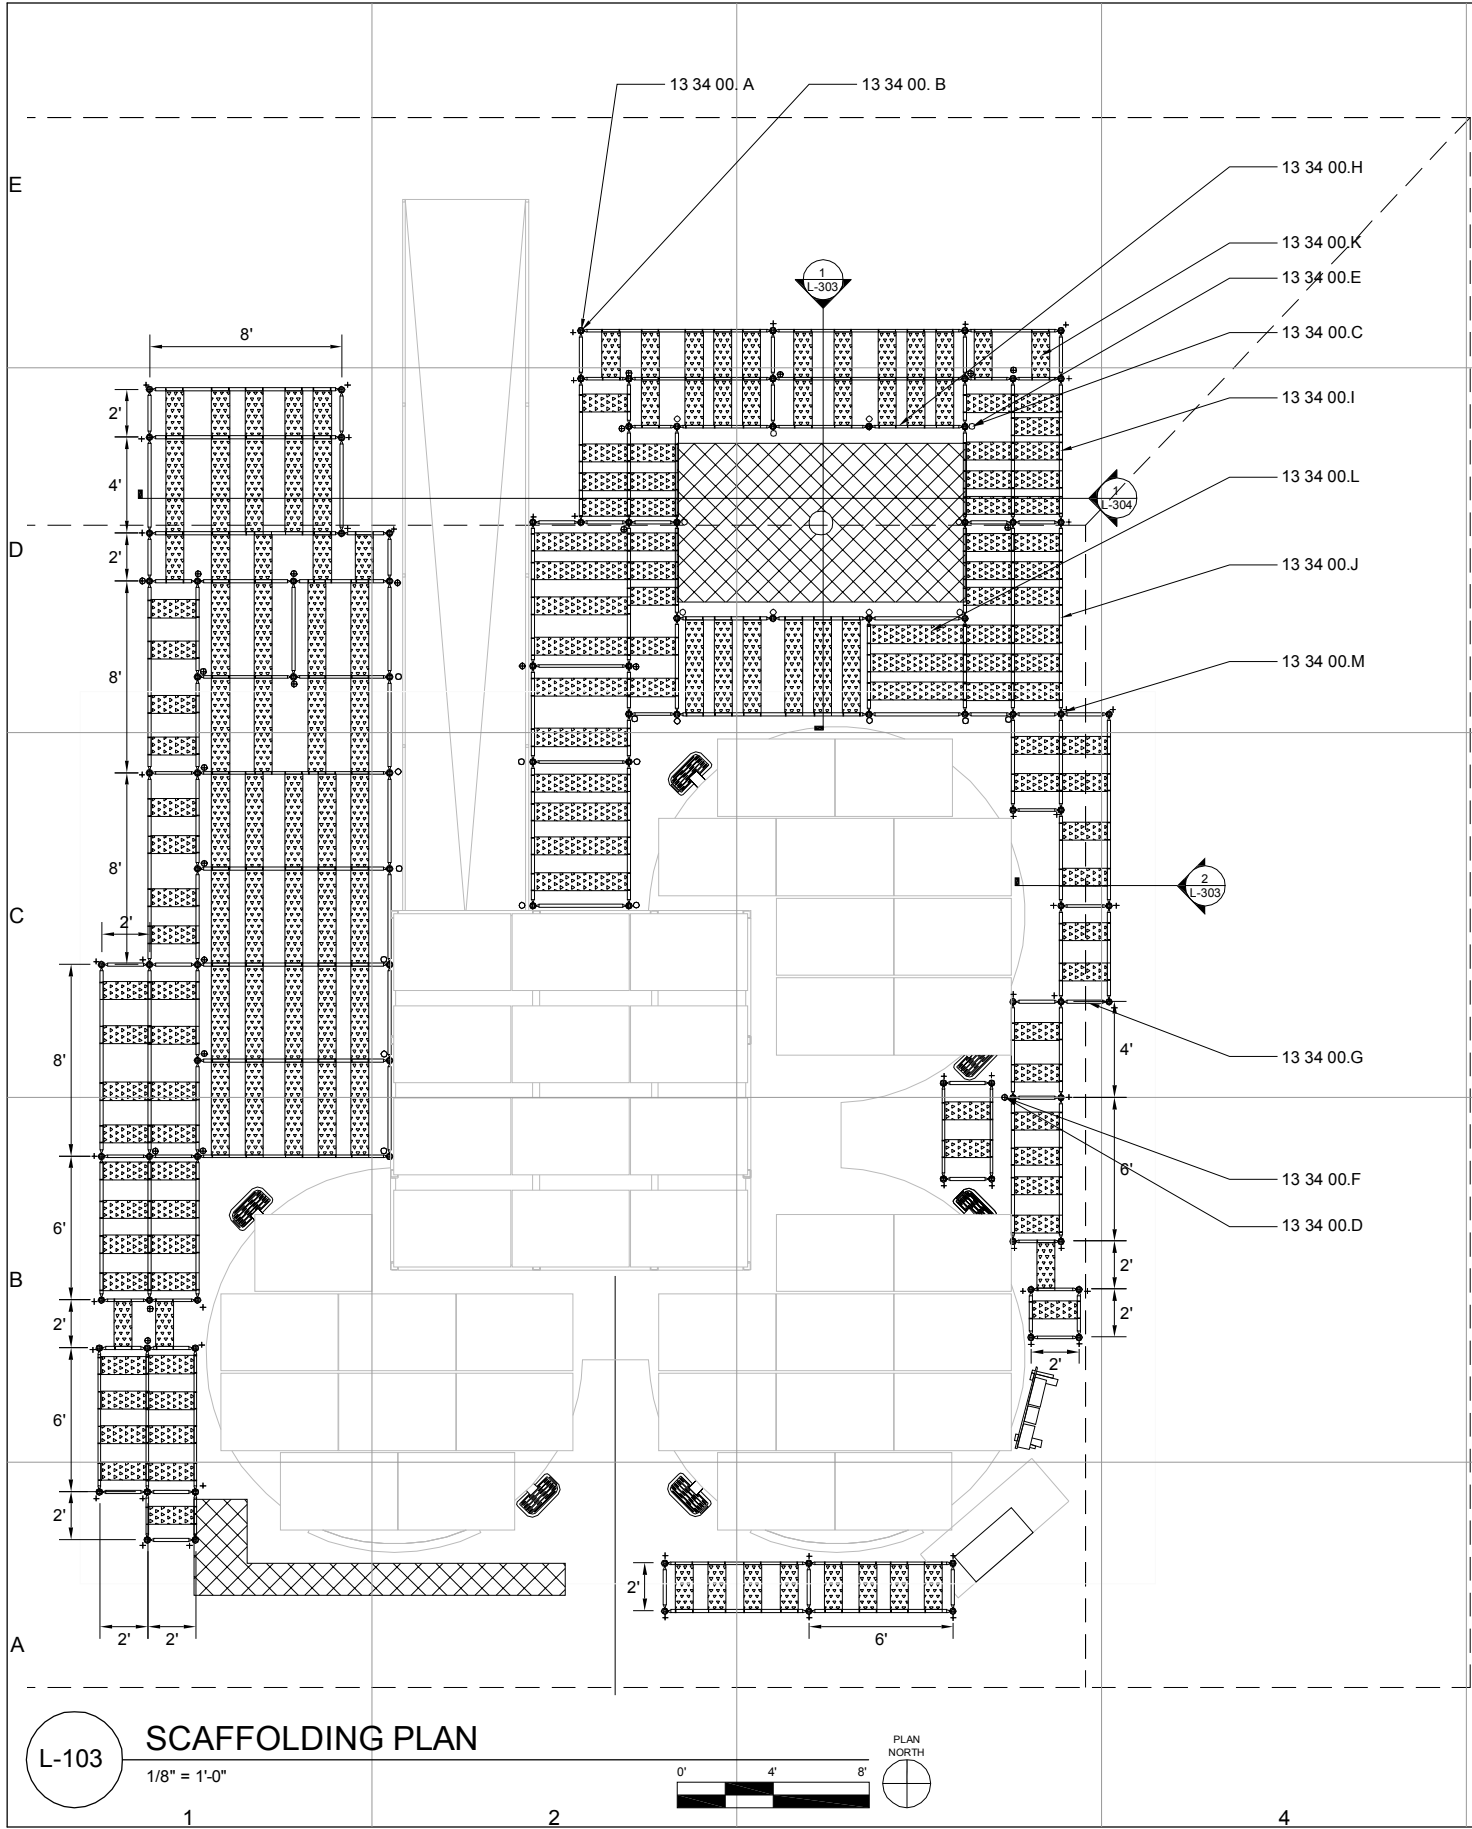 13 34 00. A
13 34 00. B
E
13 34 00.H
13 34 00.K
1
L-303
13 34 00.E
13 34 00.C
8'
13 34 00.I
2'
13 34 00.L
4'
1
L-304
D
2'
13 34 00.J
13 34 00.M
8'
8'
2
L-303
C
2'
4'
13 34 00.G
8'
6'
13 34 00.F
13 34 00.D
6'
2'
B
2'
2'
2'
6'
2'
2'
2'
2'
6'
A
L-103
SCAFFOLDING PLAN
1/8" = 1'-0"
PLAN
NORTH
0'
4'
8'
1
2
4